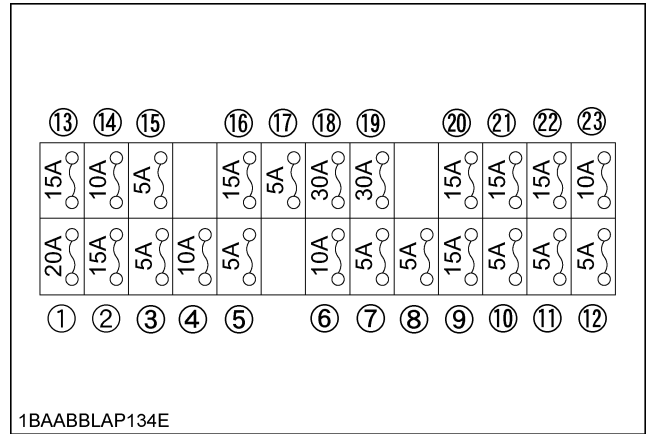 ⑬ ⑭ ⑮ ⑯ ⑰ ⑱ ⑲ ⑳ ㉑ ㉒ ㉓
15A 10A 5A 15A 5A 30A 30A 15A 15A 15A 10A
20A 15A 5A 10A 5A 10A 5A 5A 15A 5A 5A 5A
① ② ③ ④ ⑤ ⑥ ⑦ ⑧ ⑨ ⑩ ⑪ ⑫
1BAABBLAP134E